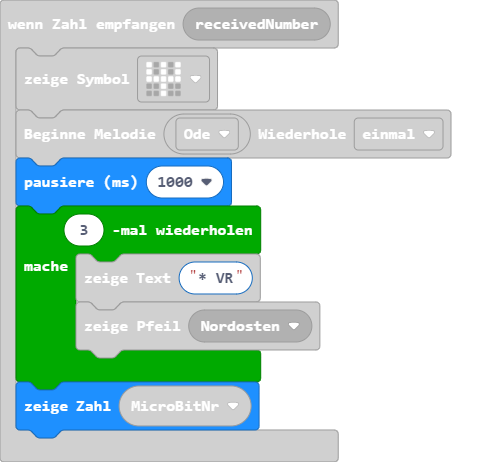 wenn Zahl empfangen receivedNumber
zeige Symbol
Beginne Melodie Ode Wiederhole einmal
pausiere (ms) 1000
3 -mal wiederholen
mache
zeige Text "* VR"
zeige Pfeil Nordosten
zeige Zahl MicroBitNr